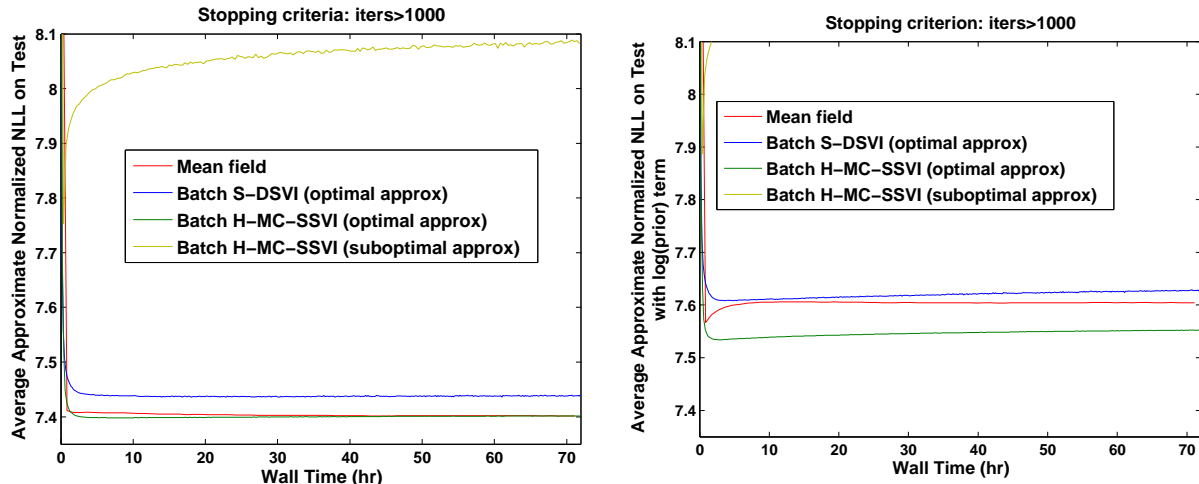 Stopping criteria: iters>1000
8.1
8
7.9
7.8
7.7
7.6
7.5
7.4
0 10 20 30 40 50 60 70
Wall Time (hr)
Average Approximate Normalized NLL on Test
Mean field
Batch S−DSVI (optimal approx)
Batch H−MC−SSVI (optimal approx)
Batch H−MC−SSVI (suboptimal approx)
Stopping criterion: iters>1000
8.1
8
7.9
7.8
7.7
7.6
7.5
7.4
0 10 20 30 40 50 60 70
Wall Time (hr)
Average Approximate Normalized NLL on Test
with log(prior) term
Mean field
Batch S−DSVI (optimal approx)
Batch H−MC−SSVI (optimal approx)
Batch H−MC−SSVI (suboptimal approx)